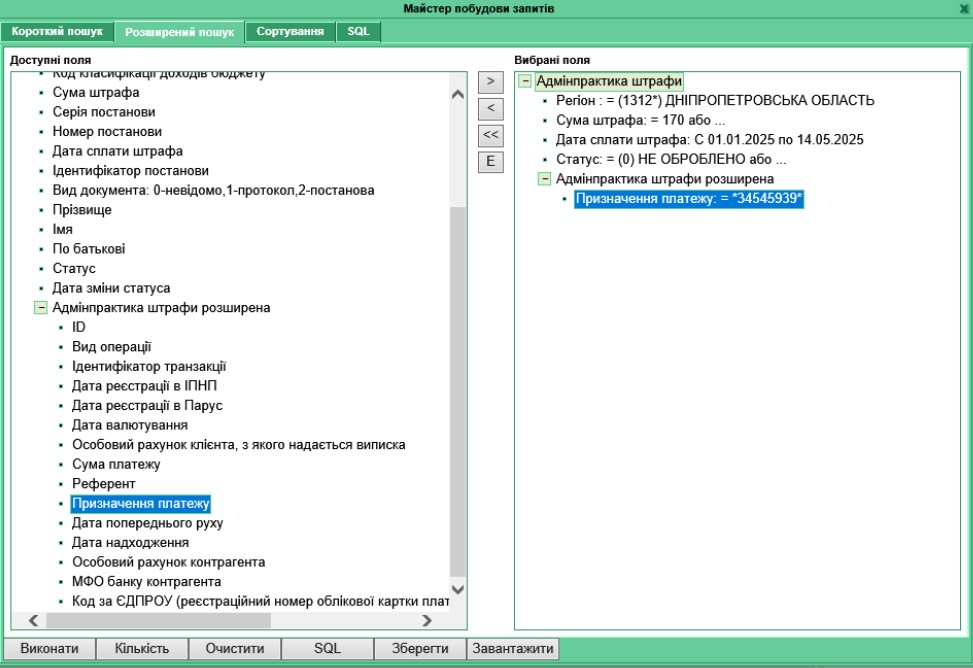 Майстер побудови запитів
x
Короткий пошук Розширений пошук Сортування SQL
Доступні поля
Код класифікації доходів бюджету
Сума штрафа
Серія постанови
Номер постанови
Дата сплати штрафа
Ідентифікатор постанови
Вид документа: 0-невідомо,1-протокол,2-постанова
Прізвище
Імя
По батькові
Статус
Дата зміни статуса
Адмінпрактика штрафи розширена
ID
Вид операції
Ідентифікатор транзакції
Дата реєстрації в ІПНП
Дата реєстрації в Парус
Дата валютування
Особовий рахунок клієнта, з якого надається виписка
Сума платежу
Референт
Призначення платежу
Дата попереднього руху
Дата надходження
Особовий рахунок контрагента
МФО банку контрагента
Код за ЄДПРОУ (реєстраційний номер облікової картки плат
>
<
<<
E
Вибрані поля
Адмінпрактика штрафи
Регіон : = (1312*) ДНІПРОПЕТРОВСЬКА ОБЛАСТЬ
Сума штрафа: = 170 або ...
Дата сплати штрафа: С 01.01.2025 по 14.05.2025
Статус: = (0) НЕ ОБРОБЛЕНО або ...
Адмінпрактика штрафи розширена
Призначення платежу: = *34545939*
Виконати Кількість Очистити SQL Зберегти Завантажити